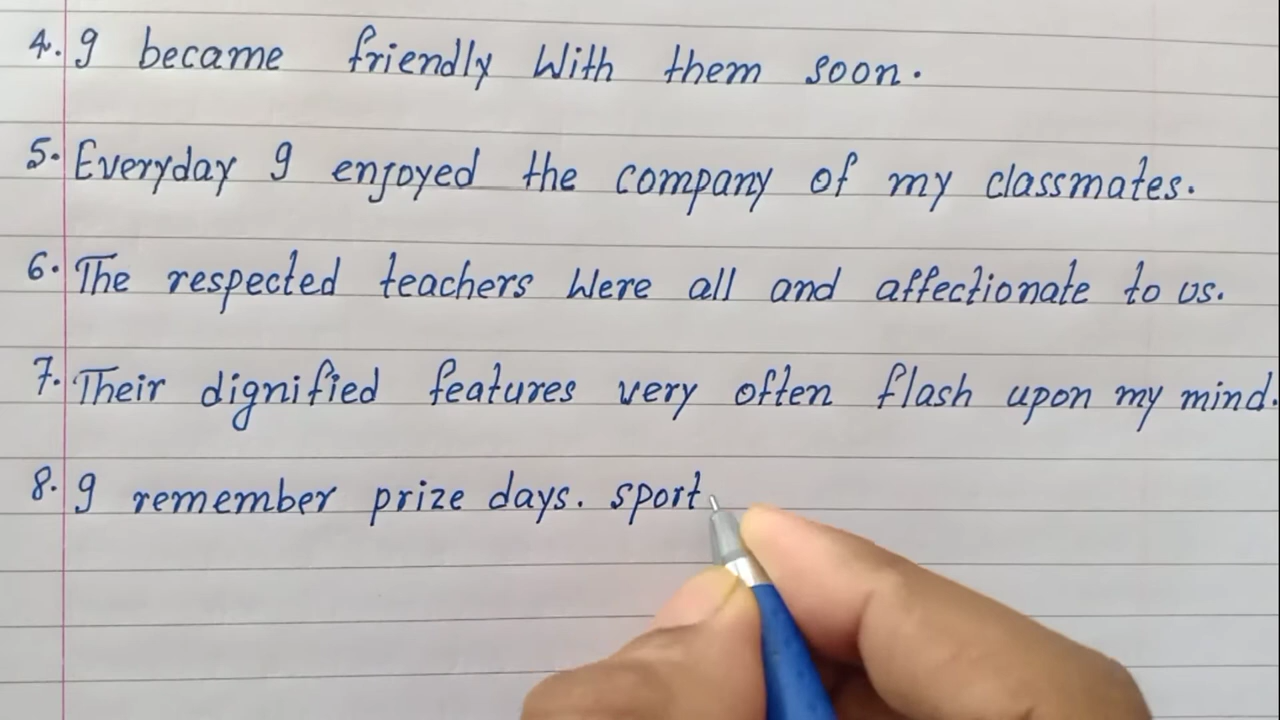 4. I became friendly With them soon.
5. Everyday I enjoyed the company of my classmates.
6. The respected teachers Were all and affectionate to us.
7. Their dignified features very often flash upon my mind.
8. I remember prize days. sport